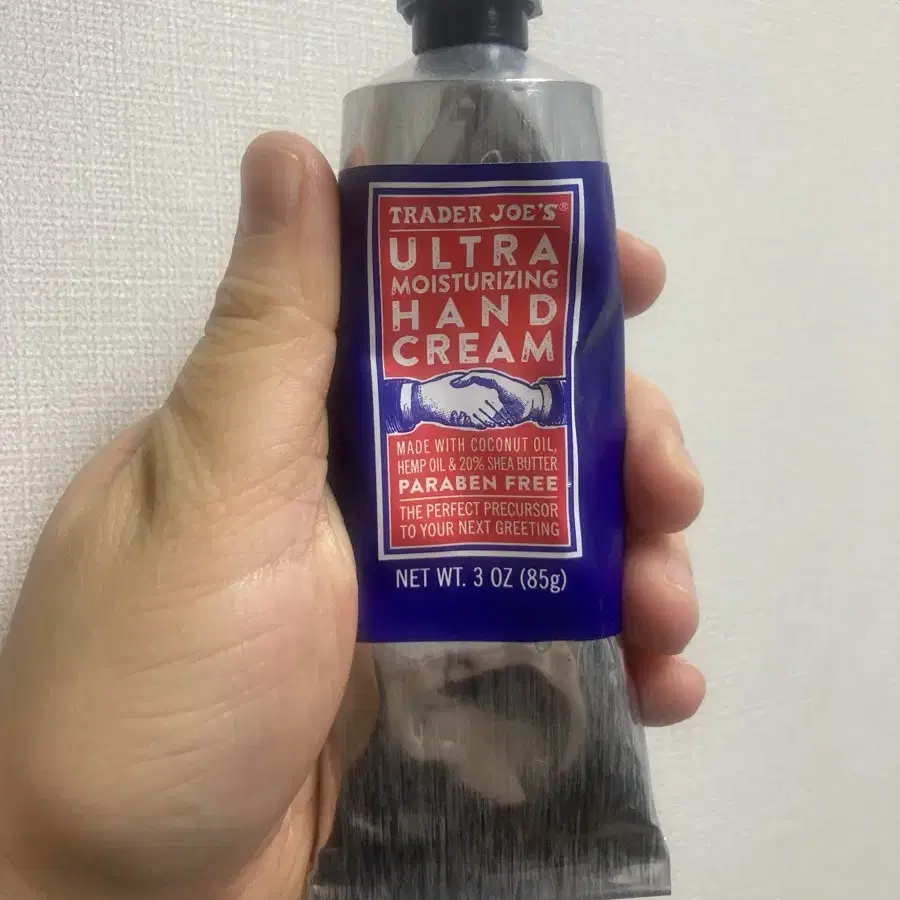 TRADER JOE'S®
ULTRA
MOISTURIZING
HAND
CREAM
MADE WITH COCONUT OIL,
HEMP OIL & 20% SHEA BUTTER
PARABEN FREE
THE PERFECT PRECURSOR
TO YOUR NEXT GREETING
NET WT. 3 OZ (85g)